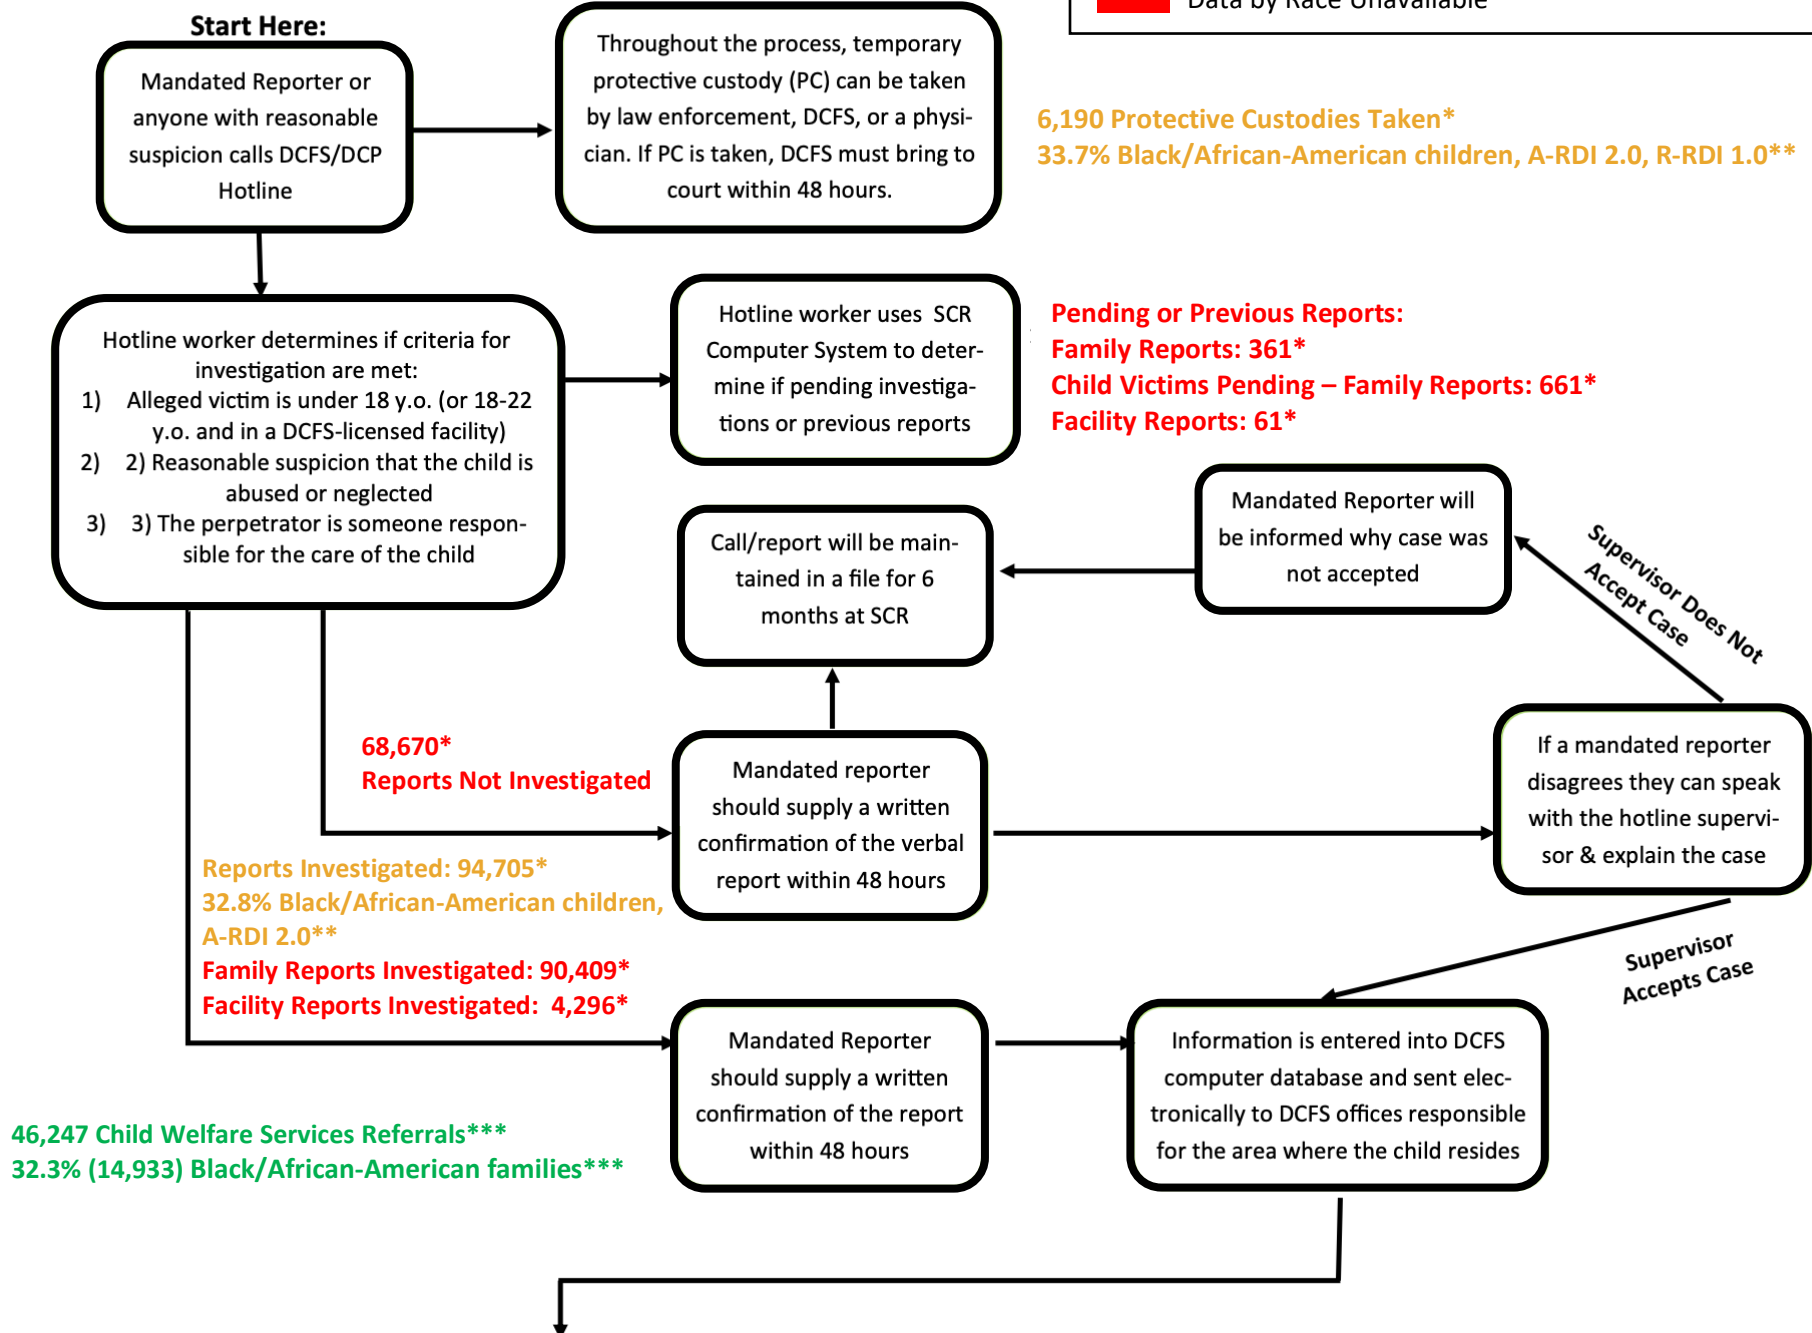 Data by Race Unavailable
Start Here:
Mandated Reporter or
anyone with reasonable
suspicion calls DCFS/DCP
Hotline
Throughout the process, temporary
protective custody (PC) can be taken
by law enforcement, DCFS, or a physi-
cian. If PC is taken, DCFS must bring to
court within 48 hours.
6,190 Protective Custodies Taken*
33.7% Black/African-American children, A-RDI 2.0, R-RDI 1.0**
Hotline worker determines if criteria for
investigation are met:
1) Alleged victim is under 18 y.o. (or 18-22
y.o. and in a DCFS-licensed facility)
2) 2) Reasonable suspicion that the child is
abused or neglected
3) 3) The perpetrator is someone respon-
sible for the care of the child
Hotline worker uses SCR
Computer System to deter-
mine if pending investiga-
tions or previous reports
Pending or Previous Reports:
Family Reports: 361*
Child Victims Pending – Family Reports: 661*
Facility Reports: 61*
Call/report will be main-
tained in a file for 6
months at SCR
Mandated Reporter will
be informed why case was
not accepted
Supervisor Does Not
Accept Case
68,670*
Reports Not Investigated
Mandated reporter
should supply a written
confirmation of the verbal
report within 48 hours
If a mandated reporter
disagrees they can speak
with the hotline supervi-
sor & explain the case
Reports Investigated: 94,705*
32.8% Black/African-American children,
A-RDI 2.0**
Family Reports Investigated: 90,409*
Facility Reports Investigated: 4,296*
Supervisor
Accepts Case
Mandated Reporter
should supply a written
confirmation of the report
within 48 hours
Information is entered into DCFS
computer database and sent elec-
tronically to DCFS offices responsible
for the area where the child resides
46,247 Child Welfare Services Referrals***
32.3% (14,933) Black/African-American families***